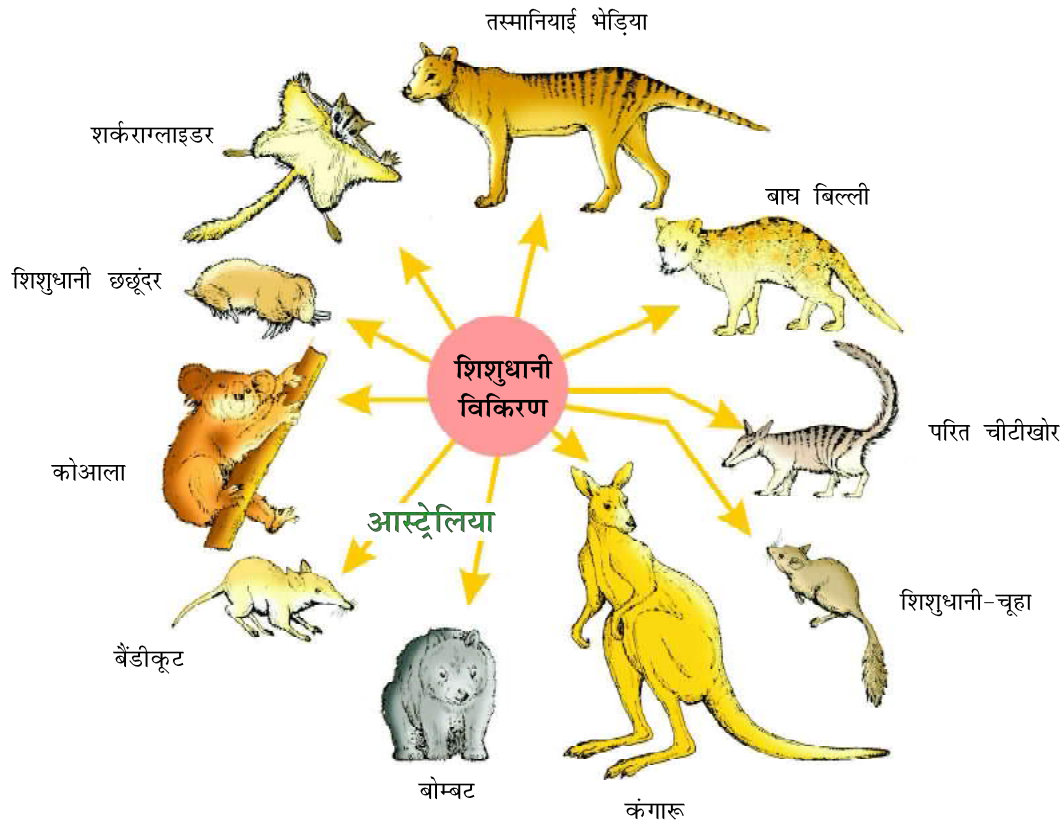 तस्मानियाई भेड़िया
शर्कराग्लाइडर
बाघ बिल्ली
शिशुधानी छछूंदर
शिशुधानी
विकिरण
परित चीटीखोर
कोआला
आस्ट्रेलिया
शिशुधानी-चूहा
बैंडीकूट
बोम्बट
कंगारू